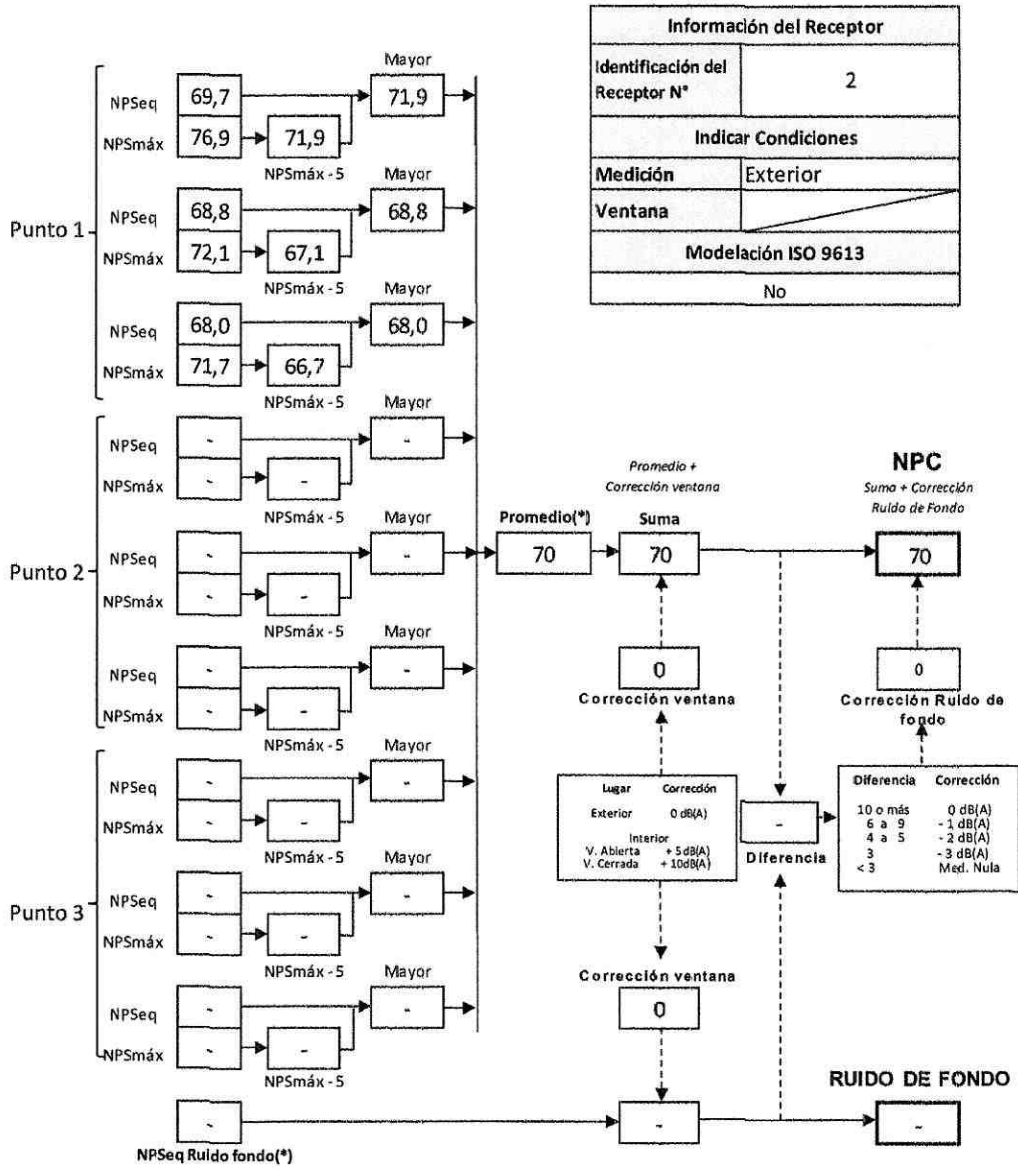 Información del Receptor
Identificación del Receptor N° 2
Indicar Condiciones
Medición Exterior
Ventana
Modelación ISO 9613
No
Punto 1
Mayor
NPSeq 69,7 71,9
NPSmáx 76,9 71,9
NPSmáx - 5
Mayor
NPSeq 68,8 68,8
NPSmáx 72,1 67,1
NPSmáx - 5
Mayor
NPSeq 68,0 68,0
NPSmáx 71,7 66,7
NPSmáx - 5
Punto 2
Mayor
NPSeq - -
NPSmáx - -
NPSmáx - 5
Mayor
NPSeq - -
NPSmáx - -
NPSmáx - 5
Mayor
NPSeq - -
NPSmáx - -
NPSmáx - 5
Punto 3
Mayor
NPSeq - -
NPSmáx - -
NPSmáx - 5
Mayor
NPSeq - -
NPSmáx - -
NPSmáx - 5
Mayor
NPSeq - -
NPSmáx - -
NPSmáx - 5
-
NPSeq Ruido fondo(*)
Promedio(*)
70
Promedio +
Corrección ventana
Suma
70
0
Corrección ventana
Lugar Corrección
Exterior 0 dB(A)
Interior
V. Abierta + 5dB(A)
V. Cerrada + 10dB(A)
Corrección ventana
0
-
-
Diferencia
NPC
Suma + Corrección
Ruido de Fondo
70
0
Corrección Ruido de
fondo
Diferencia Corrección
10 o más 0 dB(A)
6 a 9 - 1 dB(A)
4 a 5 - 2 dB(A)
3 - 3 dB(A)
< 3 Med. Nula
RUIDO DE FONDO
-